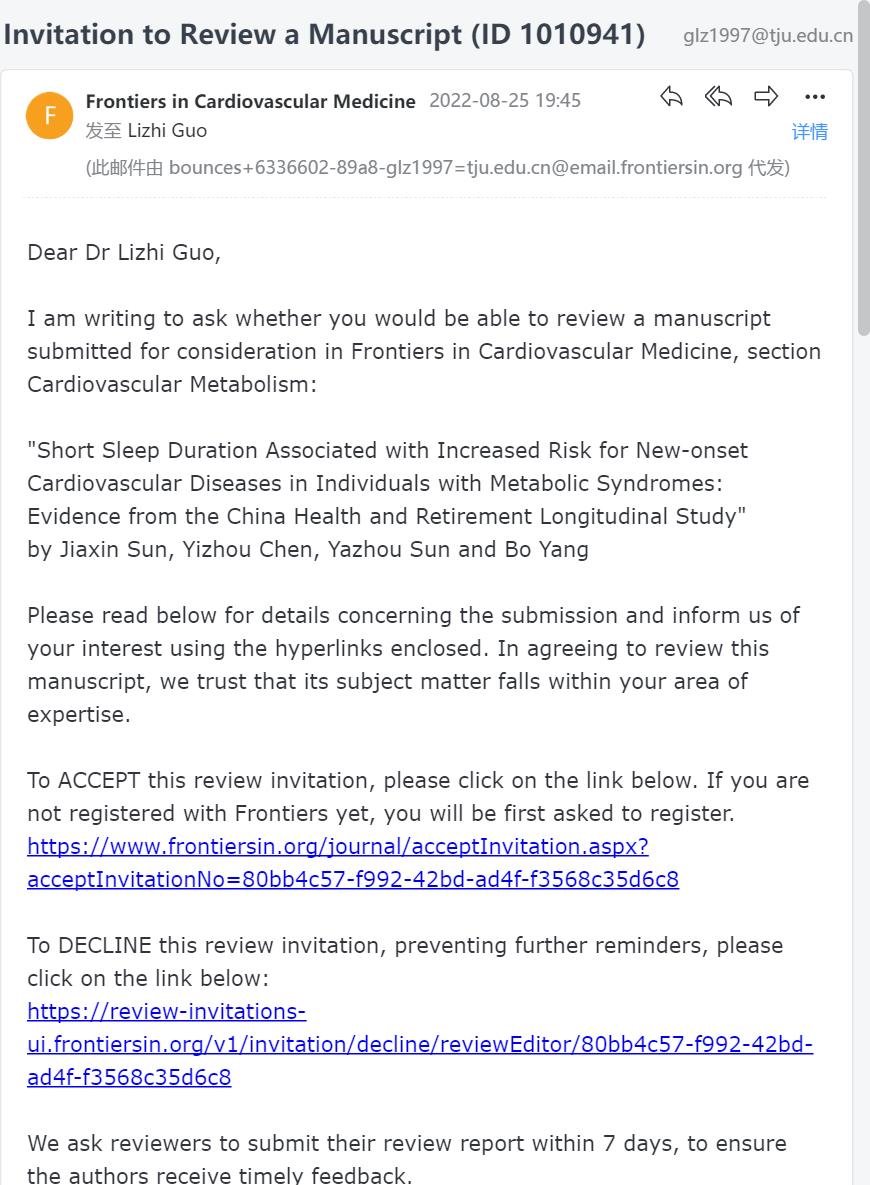 Invitation to Review a Manuscript (ID 1010941)
glz1997@tju.edu.cn
F
Frontiers in Cardiovascular Medicine 2022-08-25 19:45
发至 Lizhi Guo
详情
(此邮件由 bounces+6336602-89a8-glz1997=tju.edu.cn@email.frontiersin.org 代发)
Dear Dr Lizhi Guo,
I am writing to ask whether you would be able to review a manuscript
submitted for consideration in Frontiers in Cardiovascular Medicine, section
Cardiovascular Metabolism:
"Short Sleep Duration Associated with Increased Risk for New-onset
Cardiovascular Diseases in Individuals with Metabolic Syndromes:
Evidence from the China Health and Retirement Longitudinal Study"
by Jiaxin Sun, Yizhou Chen, Yazhou Sun and Bo Yang
Please read below for details concerning the submission and inform us of
your interest using the hyperlinks enclosed. In agreeing to review this
manuscript, we trust that its subject matter falls within your area of
expertise.
To ACCEPT this review invitation, please click on the link below. If you are
not registered with Frontiers yet, you will be first asked to register.
https://www.frontiersin.org/journal/acceptInvitation.aspx?
acceptInvitationNo=80bb4c57-f992-42bd-ad4f-f3568c35d6c8
To DECLINE this review invitation, preventing further reminders, please
click on the link below:
https://review-invitations-
ui.frontiersin.org/v1/invitation/decline/reviewEditor/80bb4c57-f992-42bd-
ad4f-f3568c35d6c8
We ask reviewers to submit their review report within 7 days, to ensure
the authors receive timely feedback.